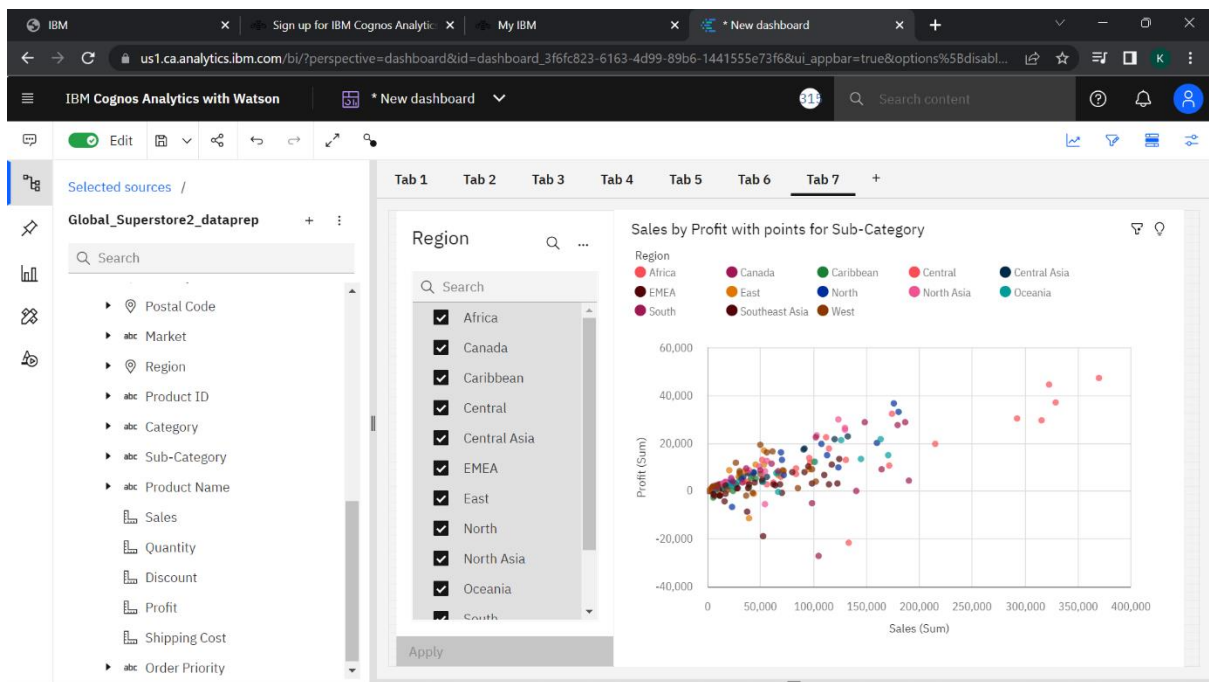 IBM
Sign up for IBM Cognos Analytic
My IBM
* New dashboard
us1.ca.analytics.ibm.com/bi/?perspective=dashboard&id=dashboard_3f6fc823-6163-4d99-89b6-1441555e73f6&ui_appbar=true&options%5Bdisabl...
K
IBM Cognos Analytics with Watson
* New dashboard
Search content
Edit
Selected sources /
Global_Superstore2_dataprep
Search
Postal Code
abc Market
Region
abc Product ID
abc Category
abc Sub-Category
abc Product Name
Sales
Quantity
Discount
Profit
Shipping Cost
abc Order Priority
Tab 1 Tab 2 Tab 3 Tab 4 Tab 5 Tab 6 Tab 7 +
Region
Search
Africa
Canada
Caribbean
Central
Central Asia
EMEA
East
North
North Asia
Oceania
South
Apply
Sales by Profit with points for Sub-Category
Region
Africa Canada Caribbean Central Central Asia
EMEA East North North Asia Oceania
South Southeast Asia West
60,000
40,000
20,000
0
-20,000
-40,000
Profit (Sum)
0 50,000 100,000 150,000 200,000 250,000 300,000 350,000 400,000
Sales (Sum)